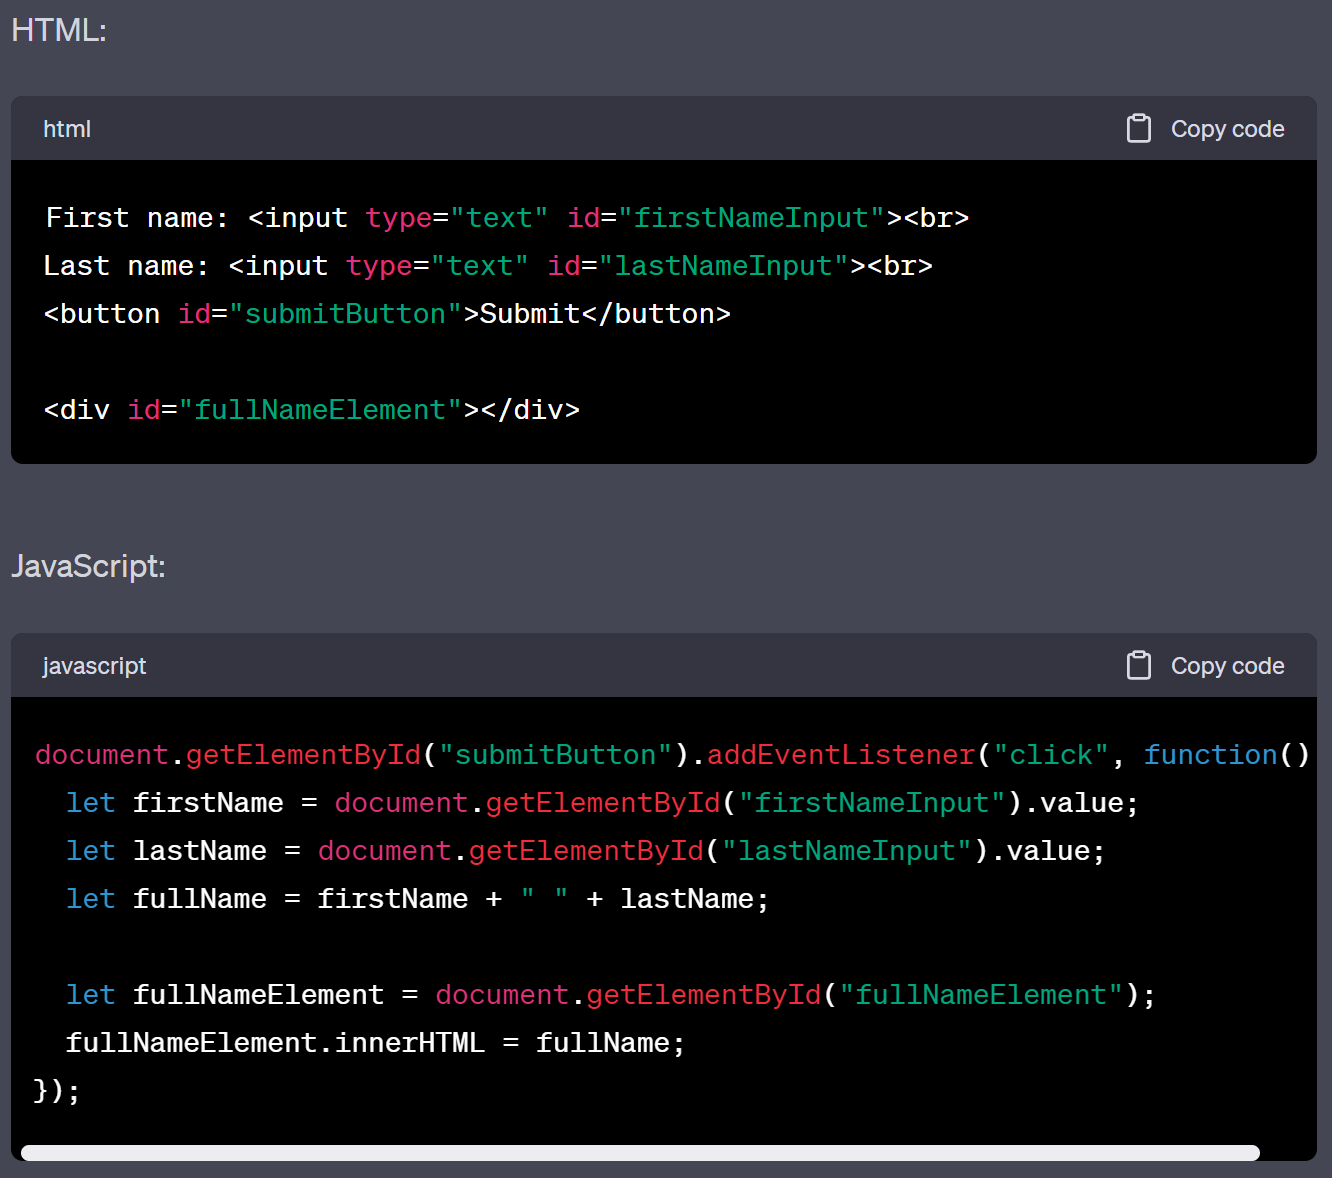 HTML:
html
Copy code
First name: <input type="text" id="firstNameInput"><br>
Last name: <input type="text" id="lastNameInput"><br>
<button id="submitButton">Submit</button>
<div id="fullNameElement"></div>
JavaScript:
javascript
Copy code
document.getElementById("submitButton").addEventListener("click", function()
let firstName = document.getElementById("firstNameInput").value;
let lastName = document.getElementById("lastNameInput").value;
let fullName = firstName + " " + lastName;
let fullNameElement = document.getElementById("fullNameElement");
fullNameElement.innerHTML = fullName;
});